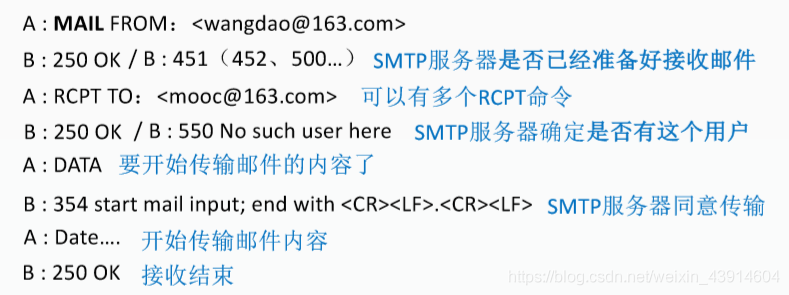 A : MAIL FROM：<wangdao@163.com>
B : 250 OK / B : 451（452、500…） SMTP服务器是否已经准备好接收邮件
A : RCPT TO：<mooc@163.com> 可以有多个RCPT命令
B : 250 OK / B : 550 No such user here SMTP服务器确定是否有这个用户
A : DATA 要开始传输邮件的内容了
B : 354 start mail input; end with <CR><LF>.<CR><LF> SMTP服务器同意传输
A : Date…. 开始传输邮件内容
B : 250 OK 接收结束
https://blog.csdn.net/weixin_43914604